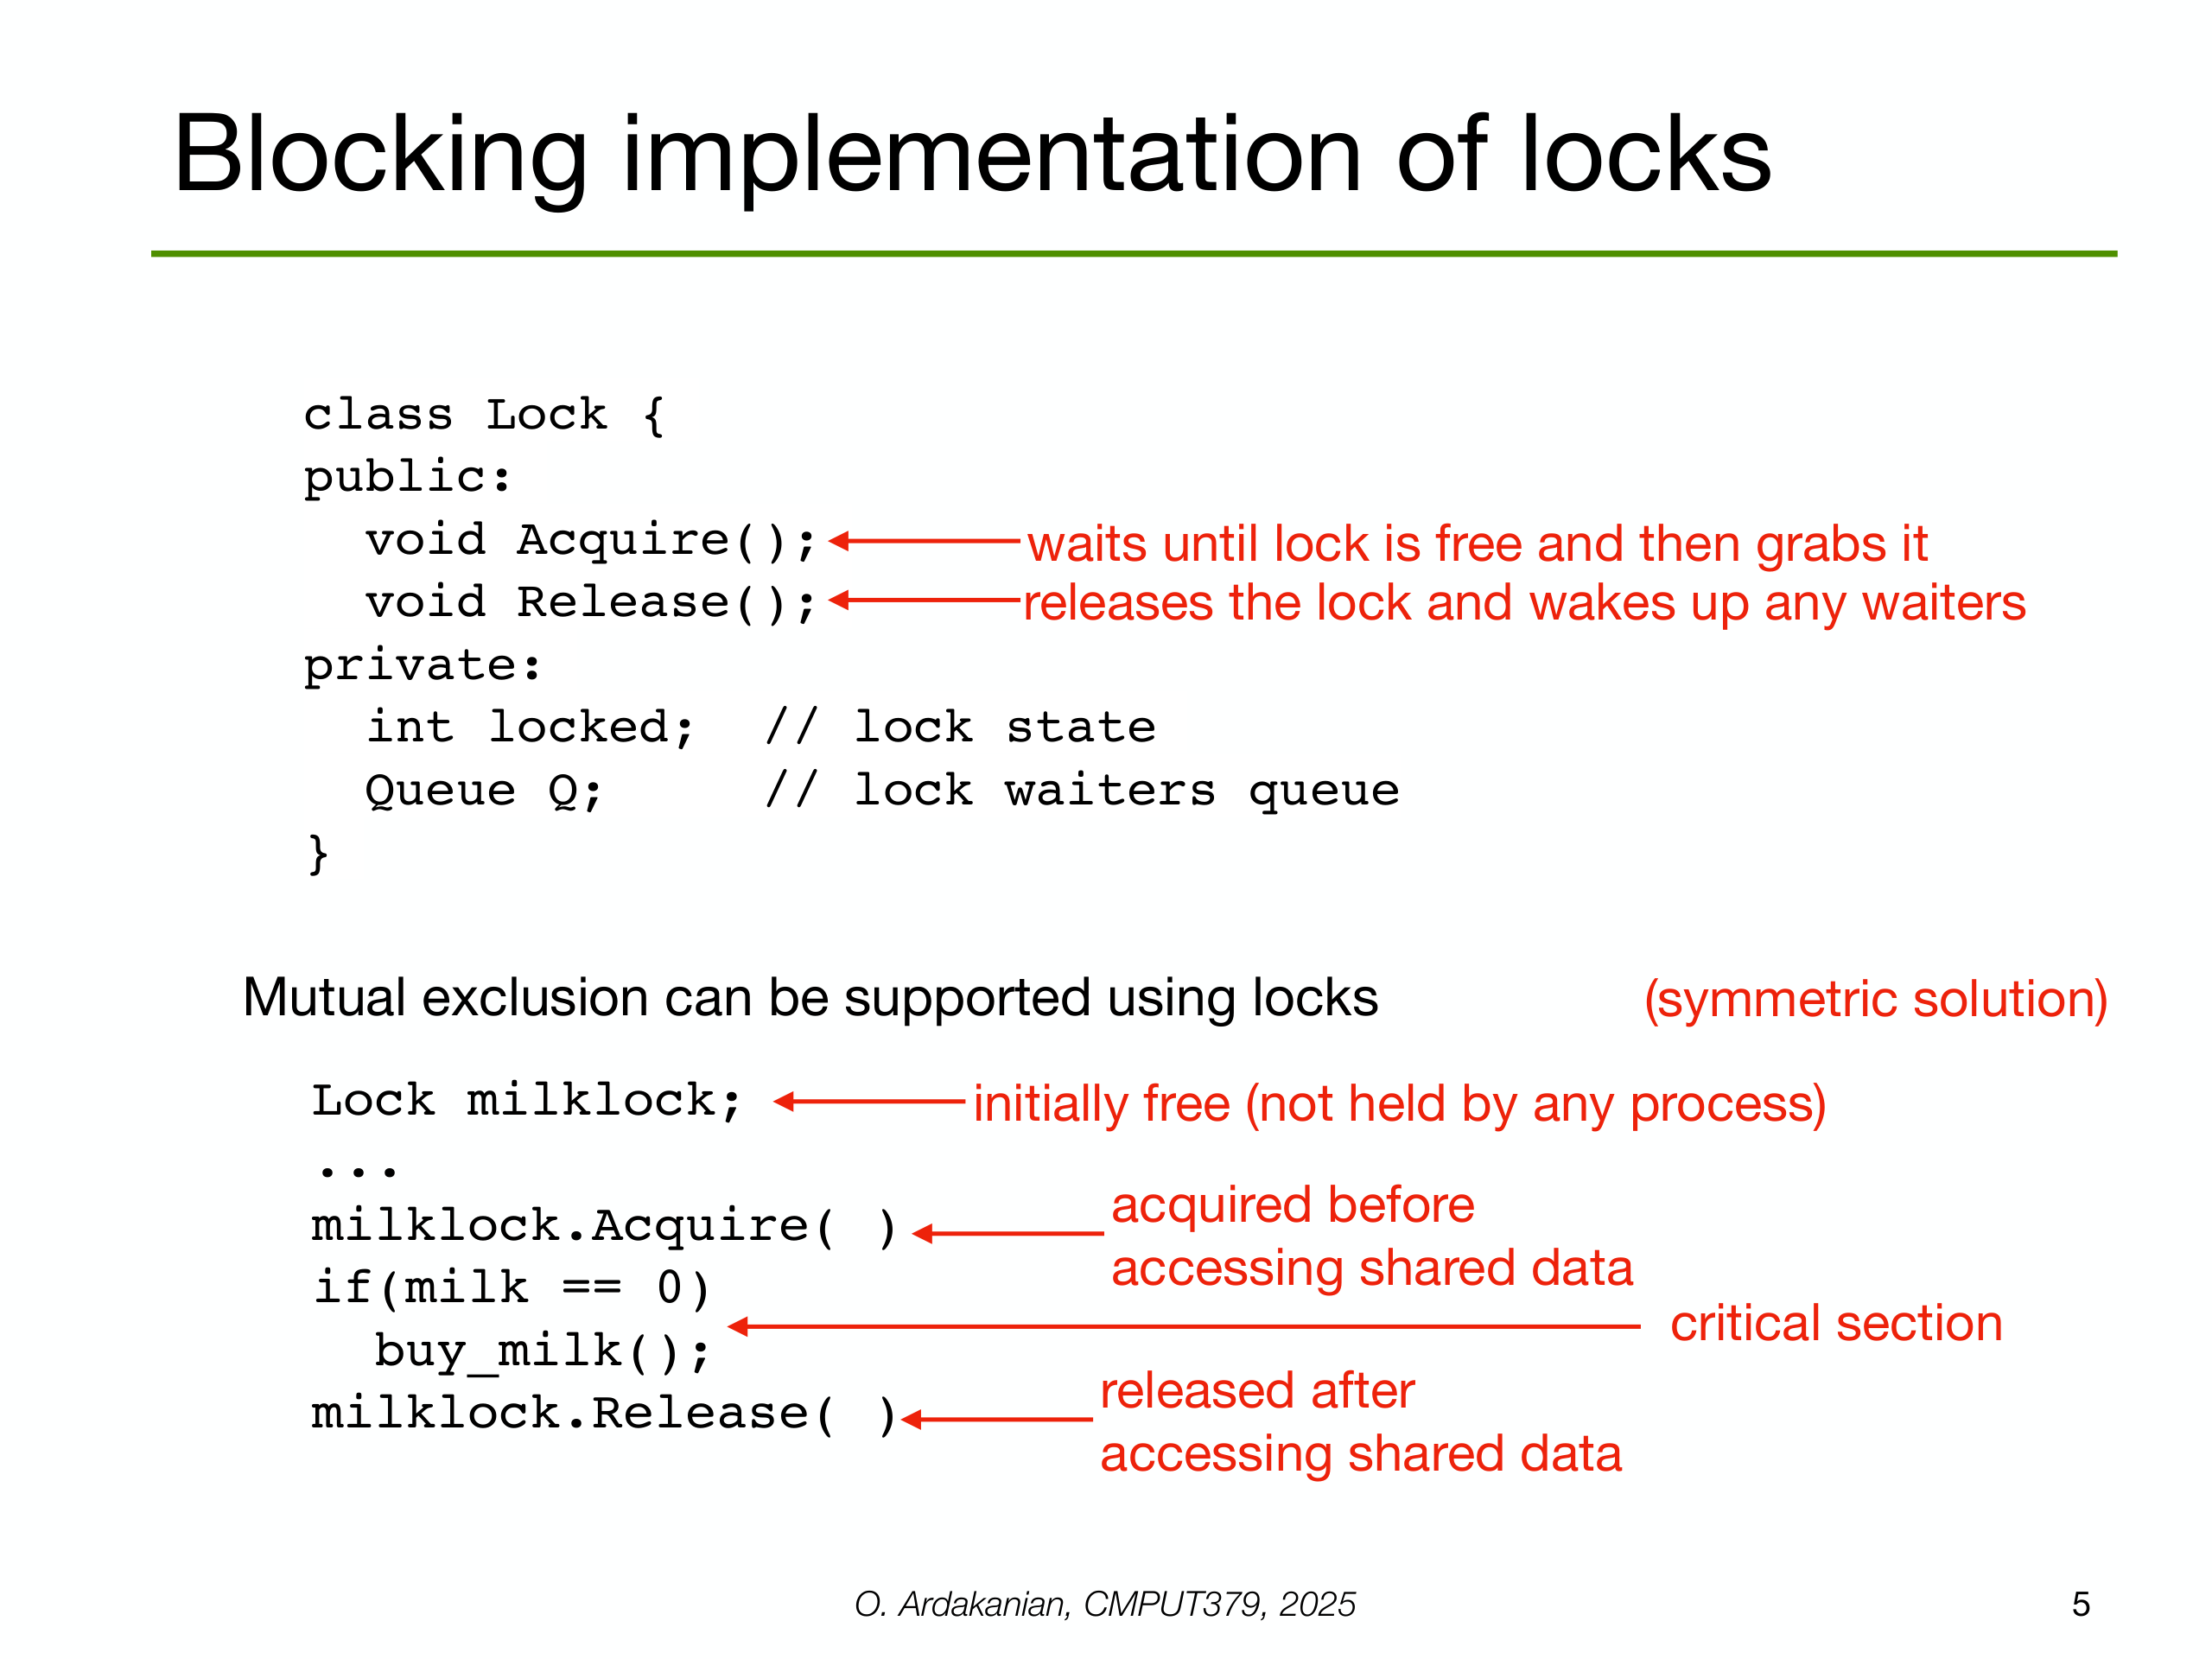 Blocking implementation of locks
class Lock {
public:
void Acquire(); waits until lock is free and then grabs it
void Release(); releases the lock and wakes up any waiters
private:
int locked; // lock state
Queue Q; // lock waiters queue
}
Mutual exclusion can be supported using locks (symmetric solution)
Lock milklock; initially free (not held by any process)
...
milklock.Acquire( ) acquired before
accessing shared data
if(milk == 0)
critical section
buy_milk();
milklock.Release( ) released after
accessing shared data
O. Ardakanian, CMPUT379, 2025 5